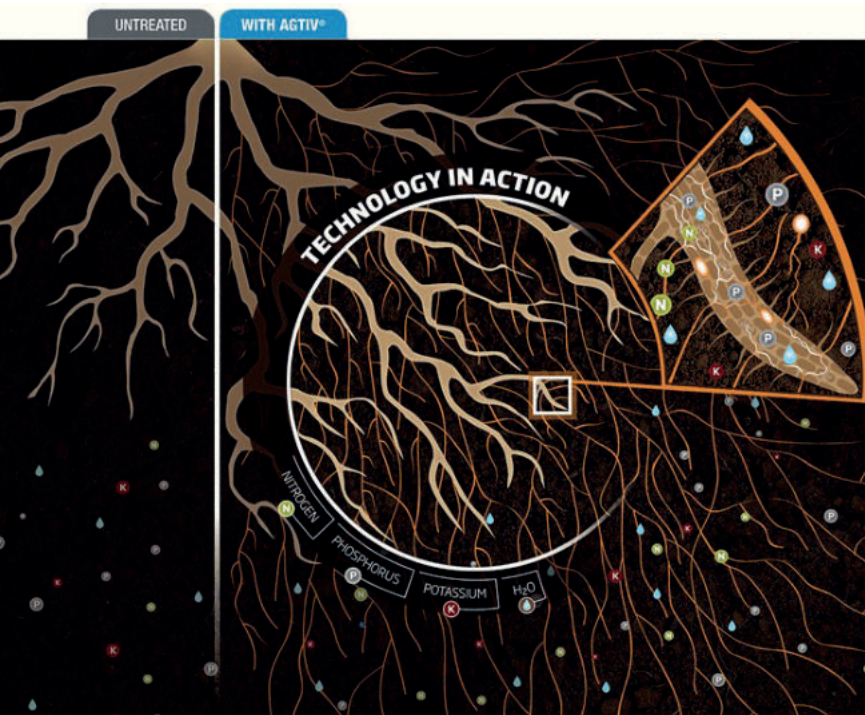 UNTREATED
WITH AGTIV®
TECHNOLOGY IN ACTION
NITROGEN
N
PHOSPHORUS
P
POTASSIUM
K
H₂O